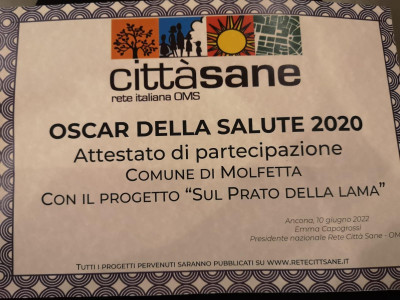 cittàsane
rete italiana OMS
OSCAR DELLA SALUTE 2020
Attestato di partecipazione
COMUNE DI MOLFETTA
CON IL PROGETTO “SUL PRATO DELLA LAMA”
Ancona, 10 giugno 2022
Emma Capogrossi
Presidente nazionale Rete Città Sane - OM
TUTTI I PROGETTI PERVENUTI SARANNO PUBBLICATI SU WWW.RETECITTSANE.IT